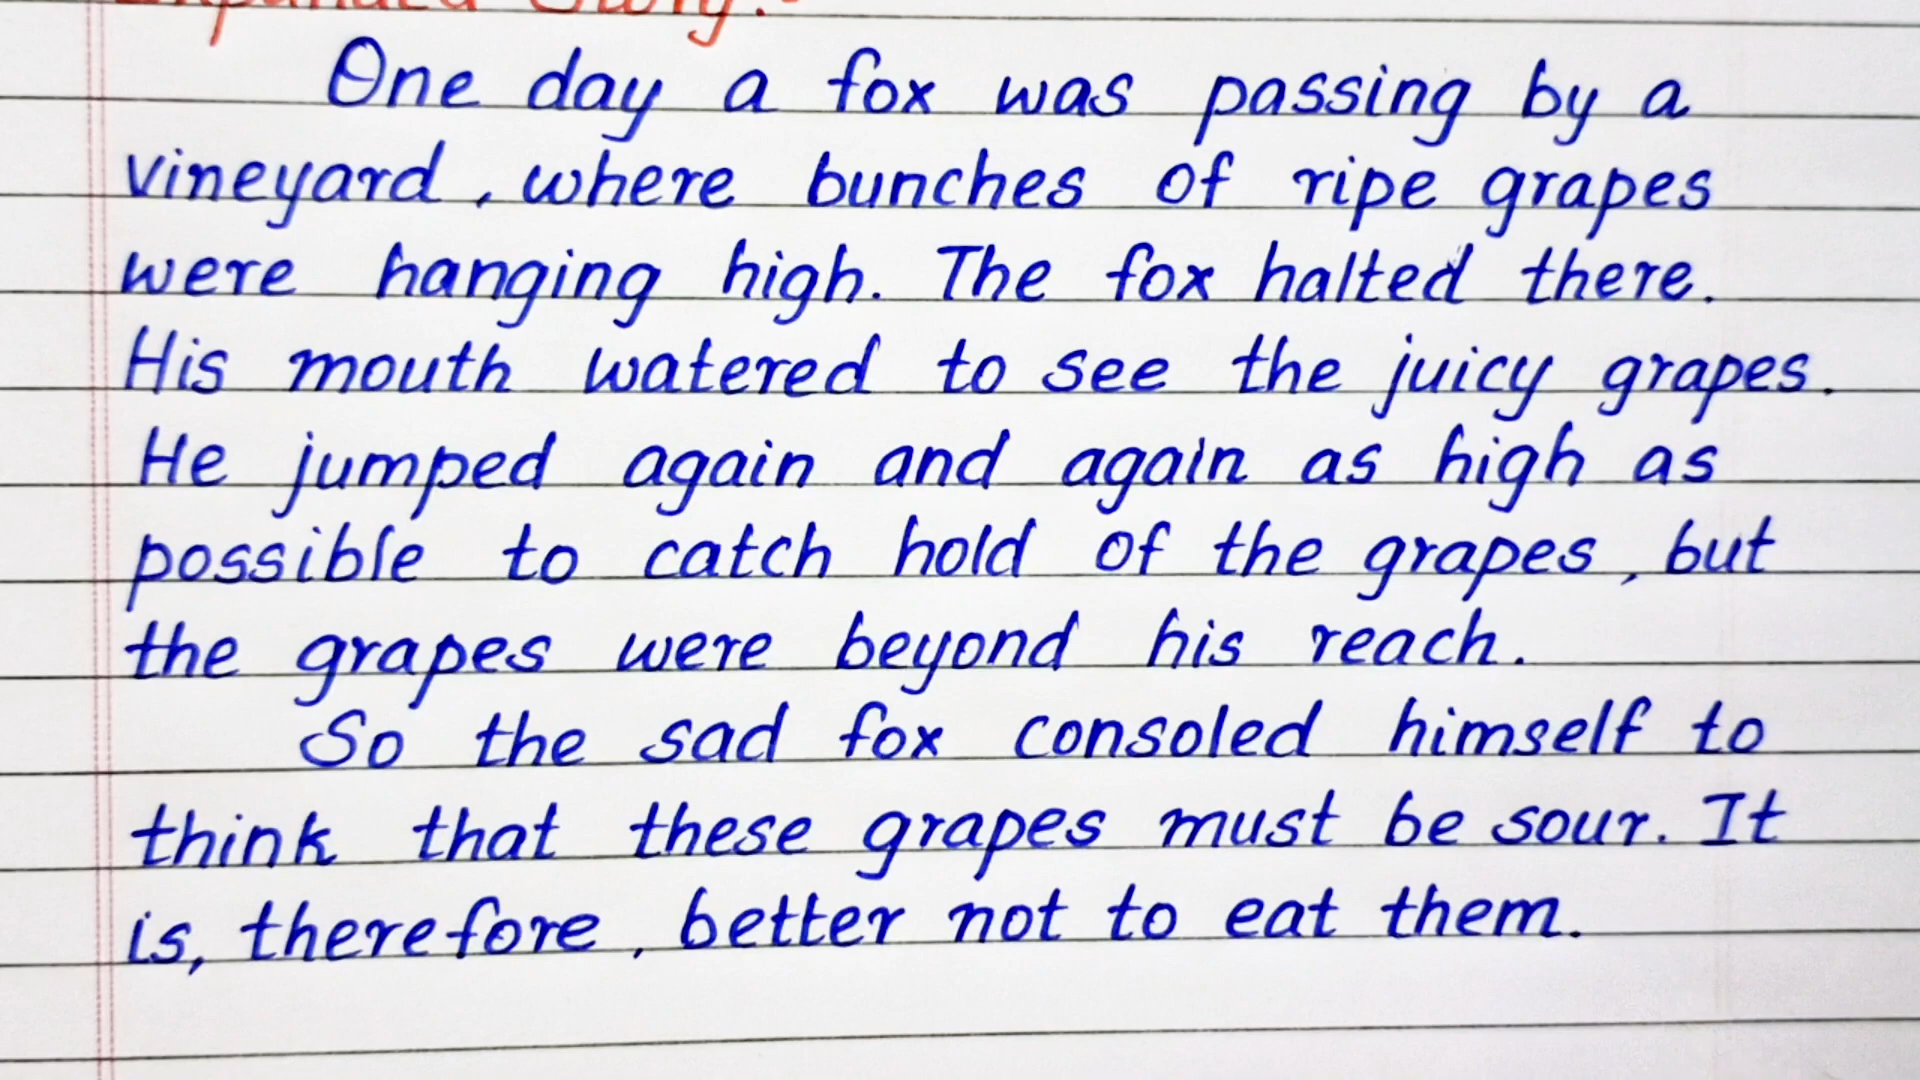 Expanded Story:-
One day a fox was passing by a
vineyard, where bunches of ripe grapes
were hanging high. The fox halted there.
His mouth watered to see the juicy grapes.
He jumped again and again as high as
possible to catch hold of the grapes, but
the grapes were beyond his reach.
So the sad fox consoled himself to
think that these grapes must be sour. It
is, therefore, better not to eat them.